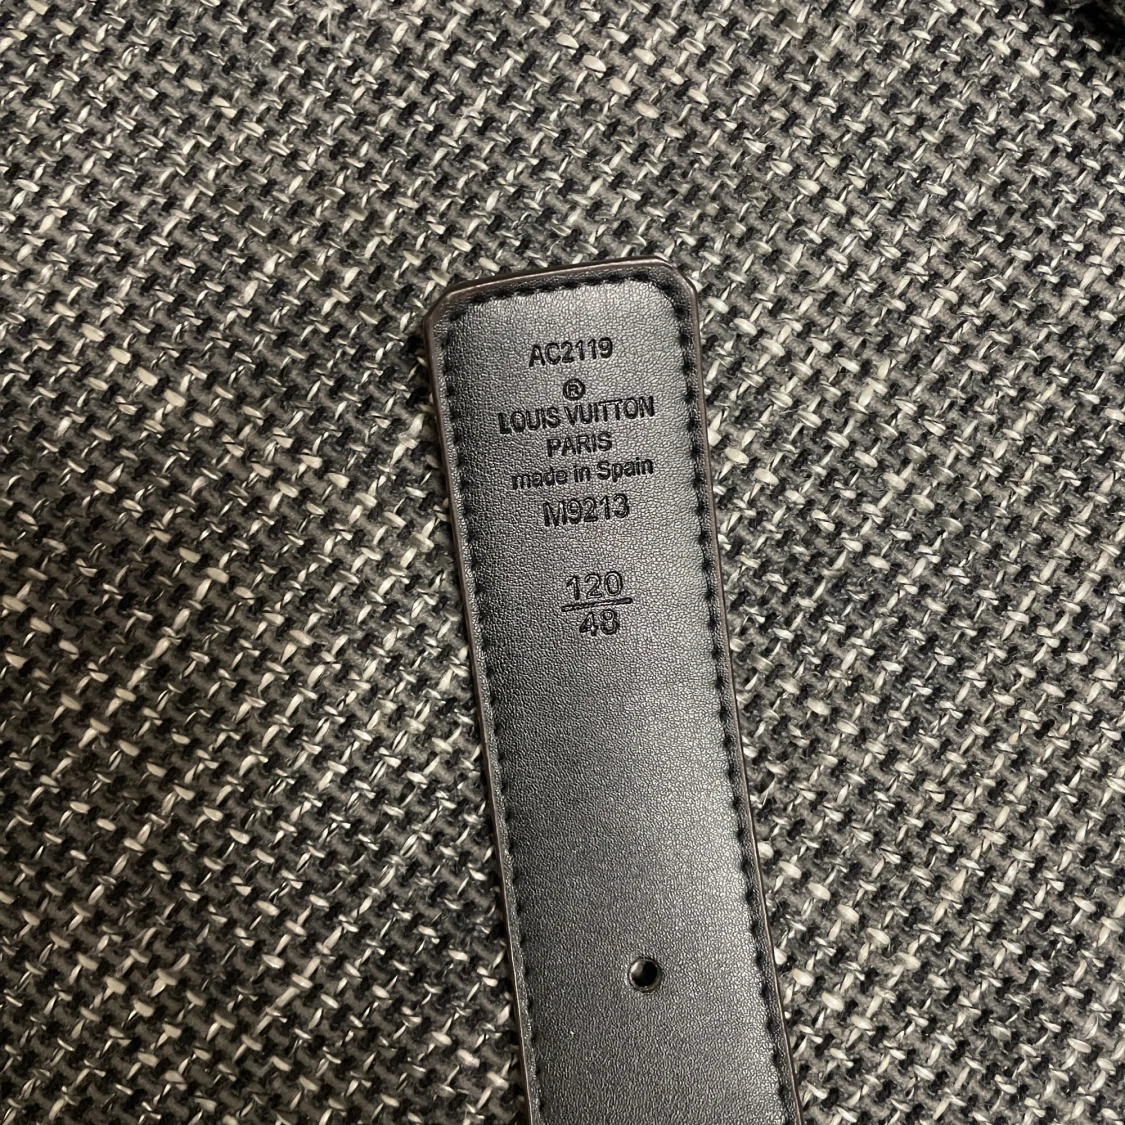 AC2119
®
LOUIS VUITTON
PARIS
made in Spain
M9213
120
48